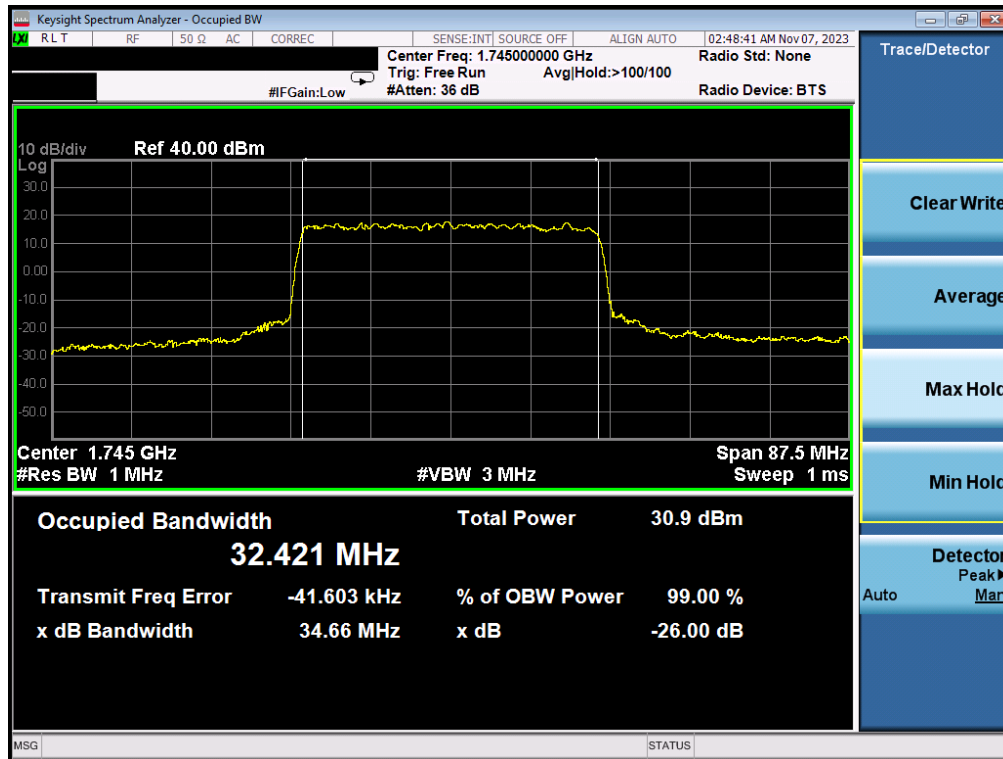 Keysight Spectrum Analyzer - Occupied BW
LXI RLT RF 50 Ω AC CORREC SENSE:INT SOURCE OFF ALIGN AUTO 02:48:41 AM Nov 07, 2023
Center Freq: 1.745000000 GHz Radio Std: None
Trig: Free Run Avg|Hold:>100/100
#IFGain:Low #Atten: 36 dB Radio Device: BTS
Trace/Detector
10 dB/div Ref 40.00 dBm
Log
30.0
20.0
10.0
0.00
-10.0
-20.0
-30.0
-40.0
-50.0
Center 1.745 GHz Span 87.5 MHz
#Res BW 1 MHz #VBW 3 MHz Sweep 1 ms
Occupied Bandwidth Total Power 30.9 dBm
32.421 MHz
Transmit Freq Error -41.603 kHz % of OBW Power 99.00 %
x dB Bandwidth 34.66 MHz x dB -26.00 dB
Clear Write
Average
Max Hold
Min Hold
Detector
Peak▶
Auto Man
MSG STATUS